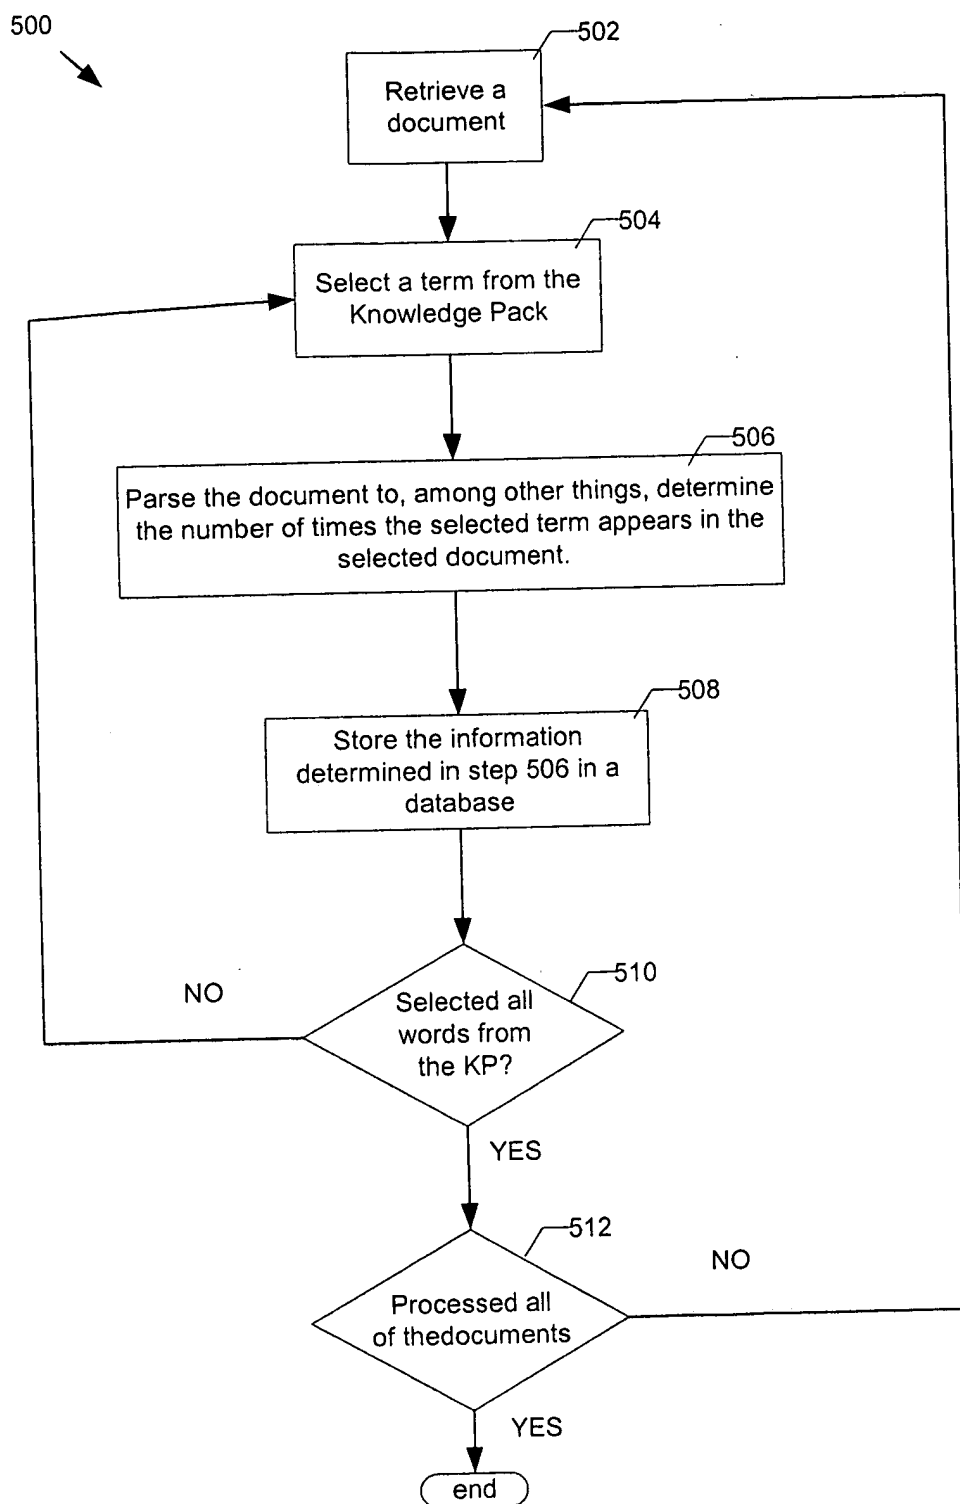 500
502
Retrieve a
document
504
Select a term from the
Knowledge Pack
506
Parse the document to, among other things, determine
the number of times the selected term appears in the
selected document.
508
Store the information
determined in step 506 in a
database
510
NO
Selected all
words from
the KP?
YES
512
NO
Processed all
of thedocuments
YES
end